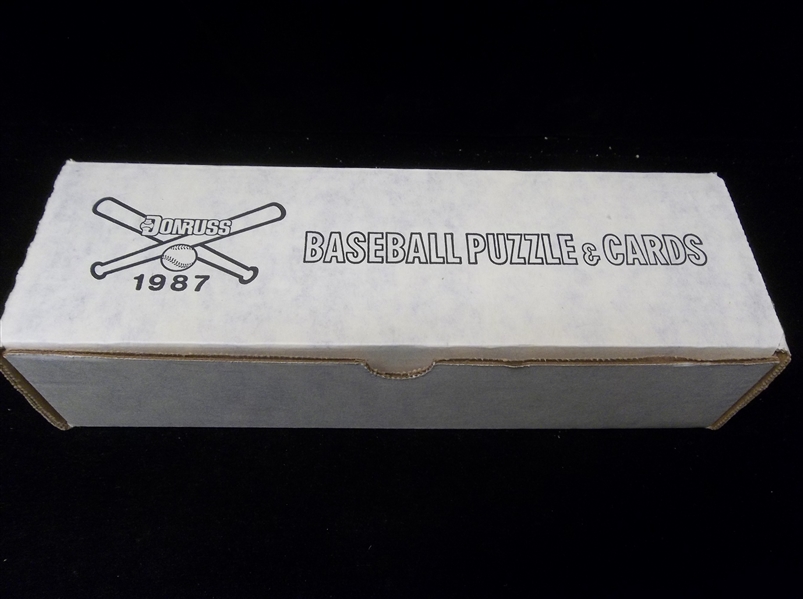 DONRUSS
1987
BASEBALL PUZZLE & CARDS